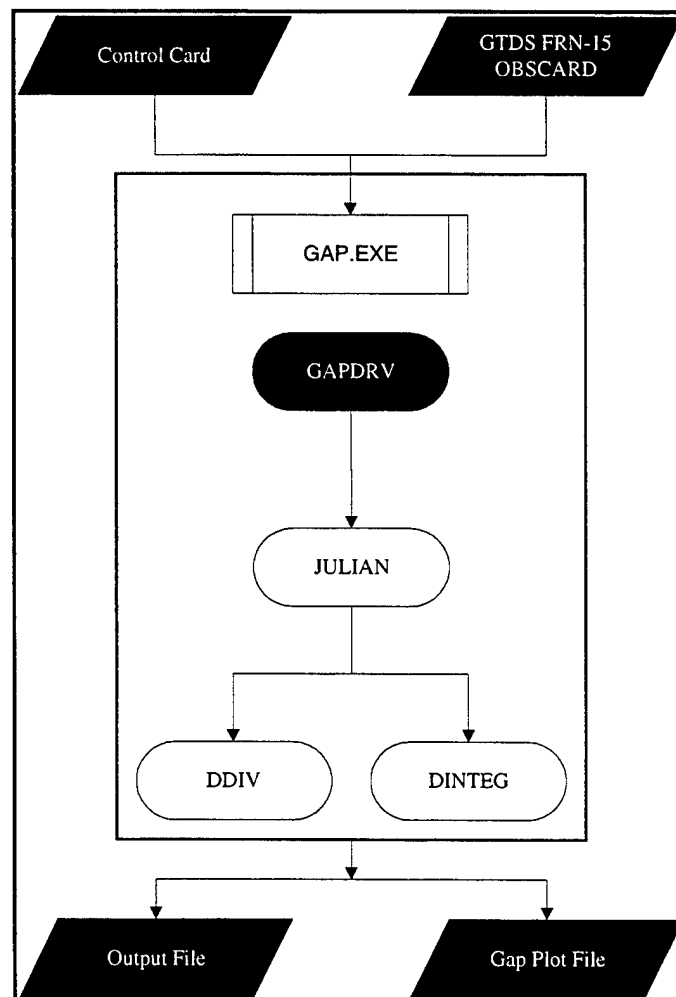 Control Card
GTDS FRN-15
OBSCARD
GAP.EXE
GAPDRV
JULIAN
DDIV
DINTEG
Output File
Gap Plot File